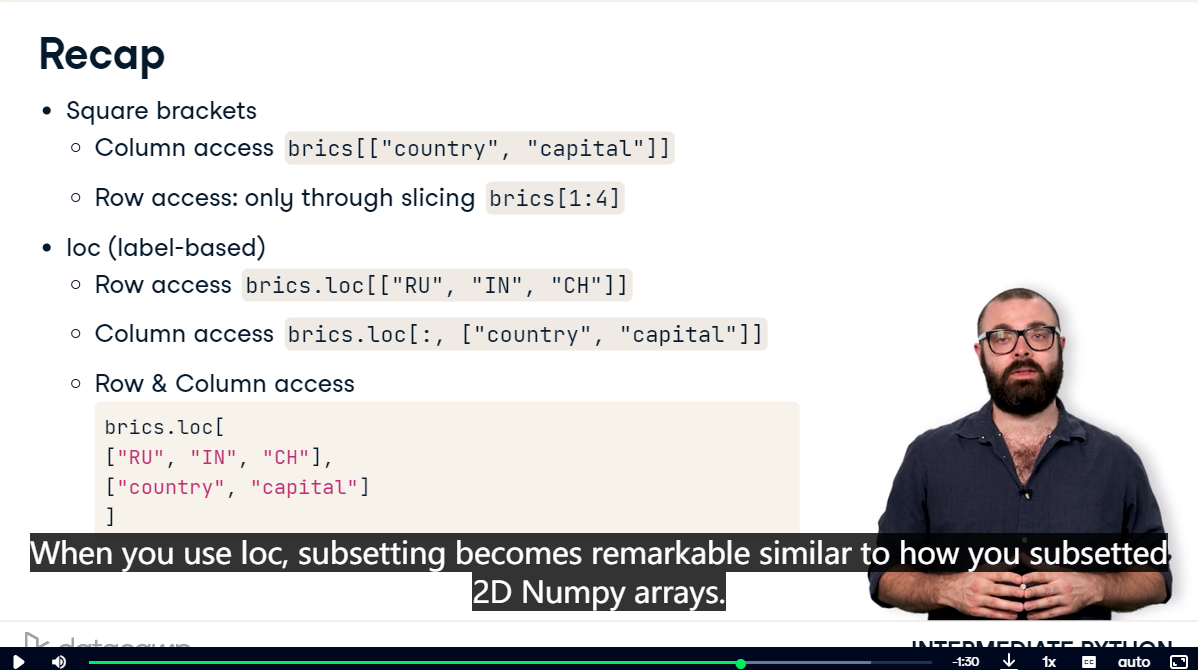 Recap
• Square brackets
○ Column access brics[["country", "capital"]]
○ Row access: only through slicing brics[1:4]
• loc (label-based)
○ Row access brics.loc[["RU", "IN", "CH"]]
○ Column access brics.loc[:, ["country", "capital"]]
○ Row & Column access
brics.loc[
["RU", "IN", "CH"],
["country", "capital"]
]
When you use loc, subsetting becomes remarkable similar to how you subsetted
2D Numpy arrays.
datacamp
INTERMEDIATE PYTHON
-1:30 1x CC auto